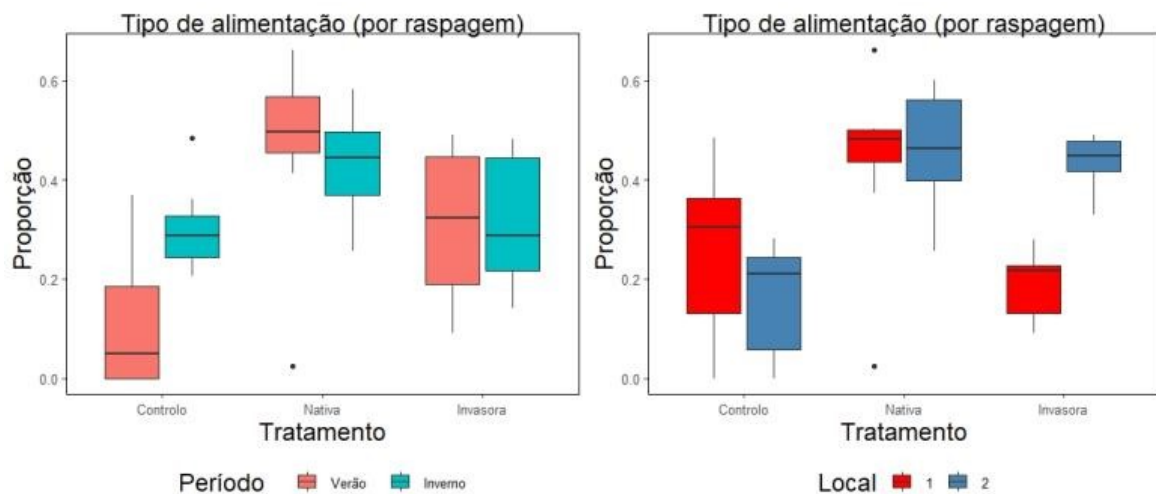 Tipo de alimentação (por raspagem)
Proporção
0.6
0.4
0.2
0.0
Controlo Nativa Invasora
Tratamento
Período Verão Inverno
Tipo de alimentação (por raspagem)
Proporção
0.6
0.4
0.2
0.0
Controlo Nativa Invasora
Tratamento
Local 1 2